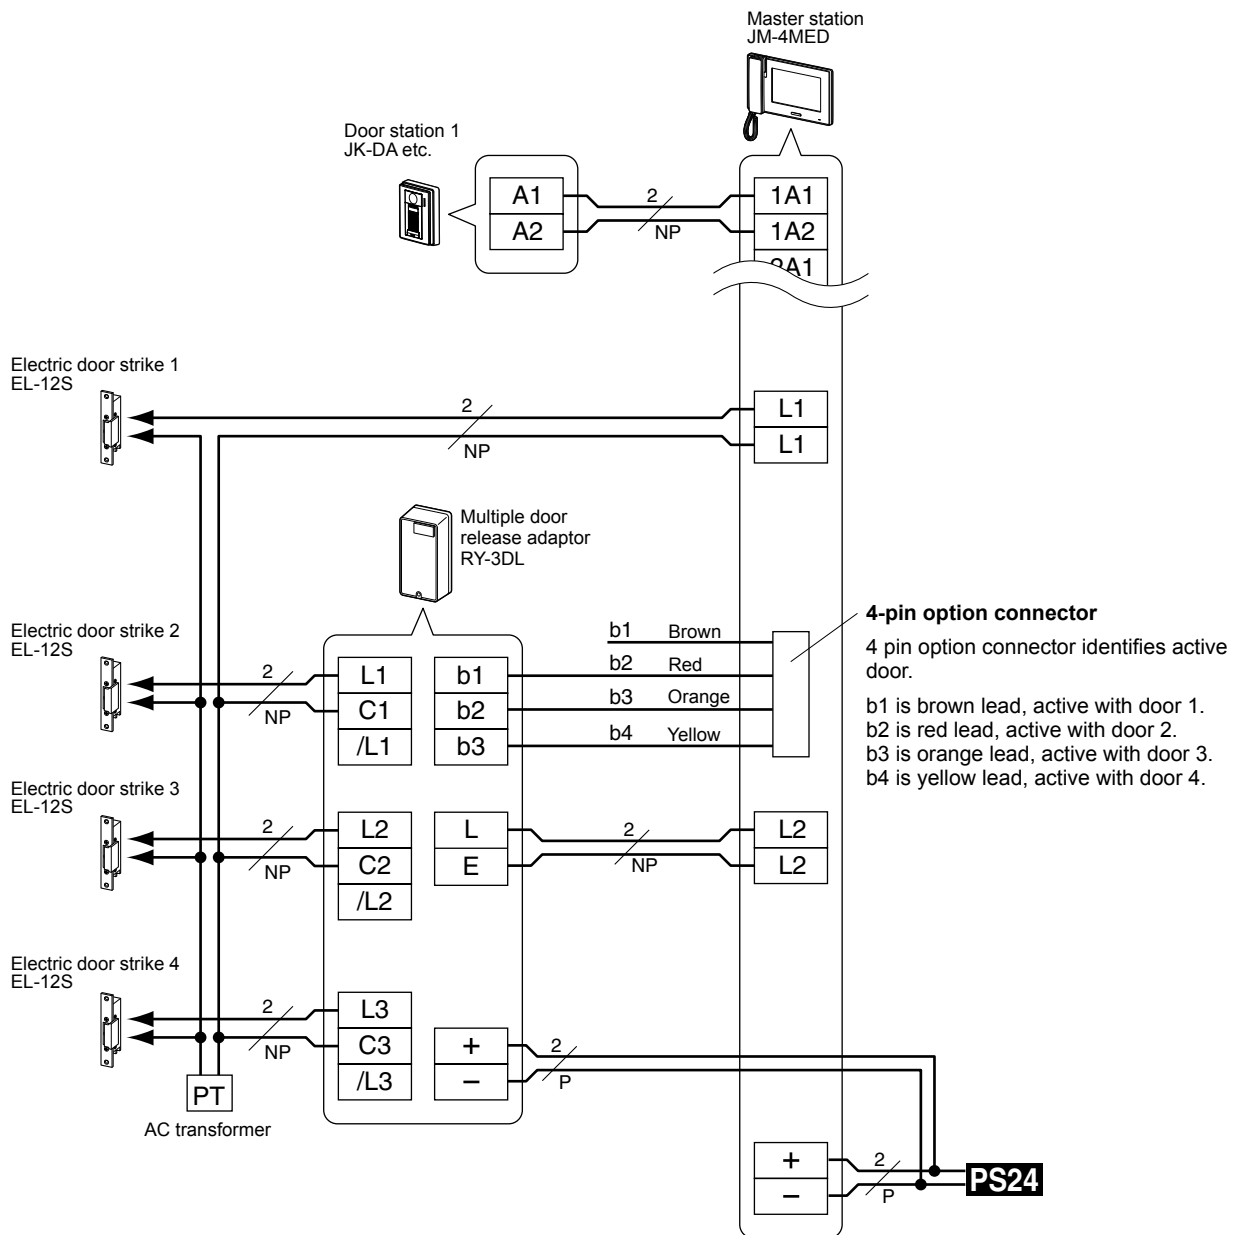 Master station
JM-4MED
Door station 1
JK-DA etc.
A1
A2
2
NP
1A1
1A2
2A1
Electric door strike 1
EL-12S
2
NP
L1
L1
Multiple door
release adaptor
RY-3DL
Electric door strike 2
EL-12S
2
NP
L1
C1
/L1
b1
b2
b3
b1 Brown
b2 Red
b3 Orange
b4 Yellow
4-pin option connector
4 pin option connector identifies active
door.
b1 is brown lead, active with door 1.
b2 is red lead, active with door 2.
b3 is orange lead, active with door 3.
b4 is yellow lead, active with door 4.
Electric door strike 3
EL-12S
2
NP
L2
C2
/L2
L
E
2
NP
L2
L2
Electric door strike 4
EL-12S
2
NP
L3
C3
/L3
+
–
2
P
PT
AC transformer
+
–
2
P
PS24